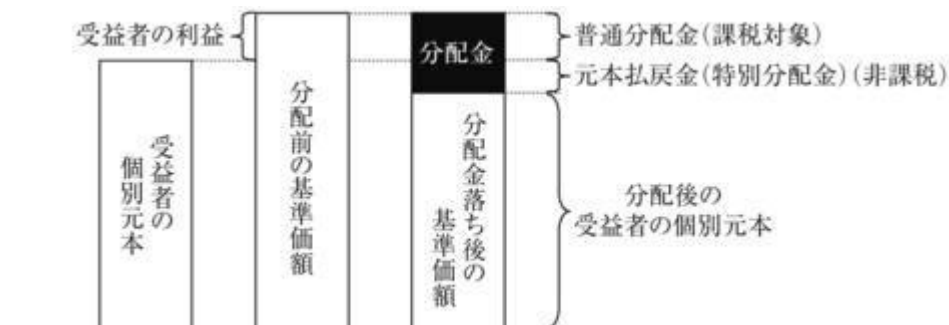 受益者の利益
分配金
普通分配金(課税対象)
元本払戻金(特別分配金)(非課税)
受益者の
個別元本
分配前の基準価額
分配金落ち後の
基準価額
分配後の
受益者の個別元本